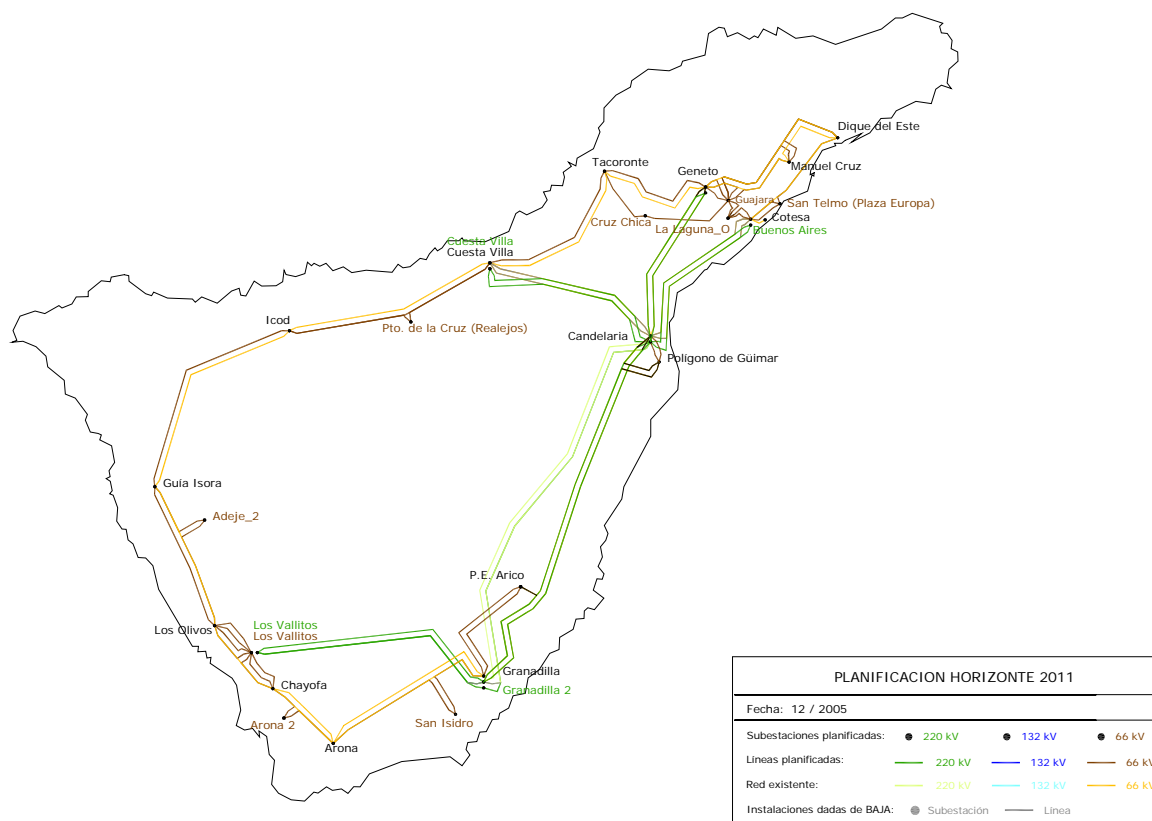 Dique del Este
Tacoronte
Manuel Cruz
Geneto
Guajara
San Telmo (Plaza Europa)
Cruz Chica
Cotesa
La Laguna_O
Buenos Aires
Cuesta Villa
Cuesta Villa
Icod
Pto. de la Cruz (Realejos)
Candelaria
Polígono de Güimar
Guía Isora
Adeje_2
P.E. Arico
Los Olivos
Los Vallitos
Los Vallitos
Granadilla
Chayofa
Granadilla 2
Arona 2
San Isidro
Arona
PLANIFICACION HORIZONTE 2011
Fecha: 12 / 2005
Subestaciones planificadas: 220 kV 132 kV 66 kV
Líneas planificadas: 220 kV 132 kV 66 kV
Red existente: 220 kV 132 kV 66 kV
Instalaciones dadas de BAJA: Subestación Línea